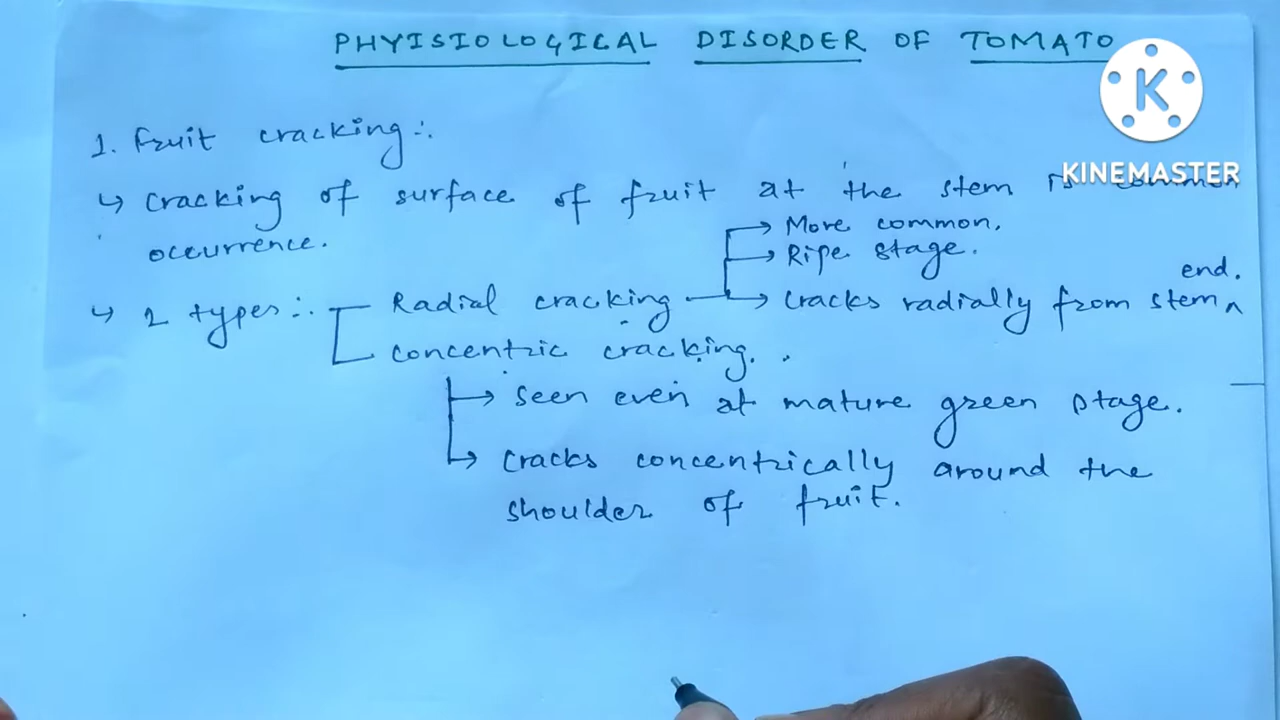 PHYISIOLOGICAL DISORDER OF TOMATO
K
KINEMASTER
1. Fruit cracking:.
↳ Cracking of surface of fruit at the stem is common
occurrence.
→ More common.
→ Ripe stage.
↳ 2 types:. Radial cracking → cracks radially from stem ^ end.
concentric cracking.
→ seen even at mature green stage.
→ cracks concentrically around the
shoulder of fruit.